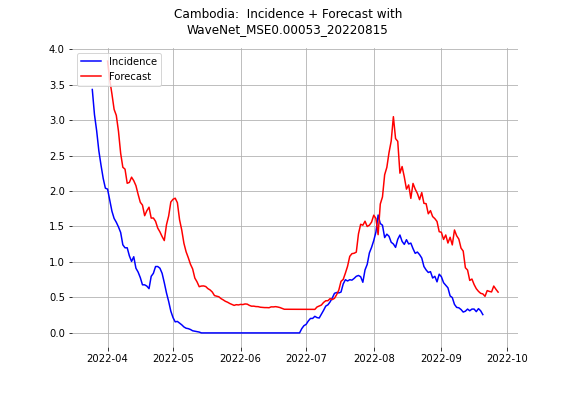 Cambodia:  Incidence + Forecast with
WaveNet_MSE0.00053_20220815
Incidence
Forecast
4.0
3.5
3.0
2.5
2.0
1.5
1.0
0.5
0.0
2022-04 2022-05 2022-06 2022-07 2022-08 2022-09 2022-10